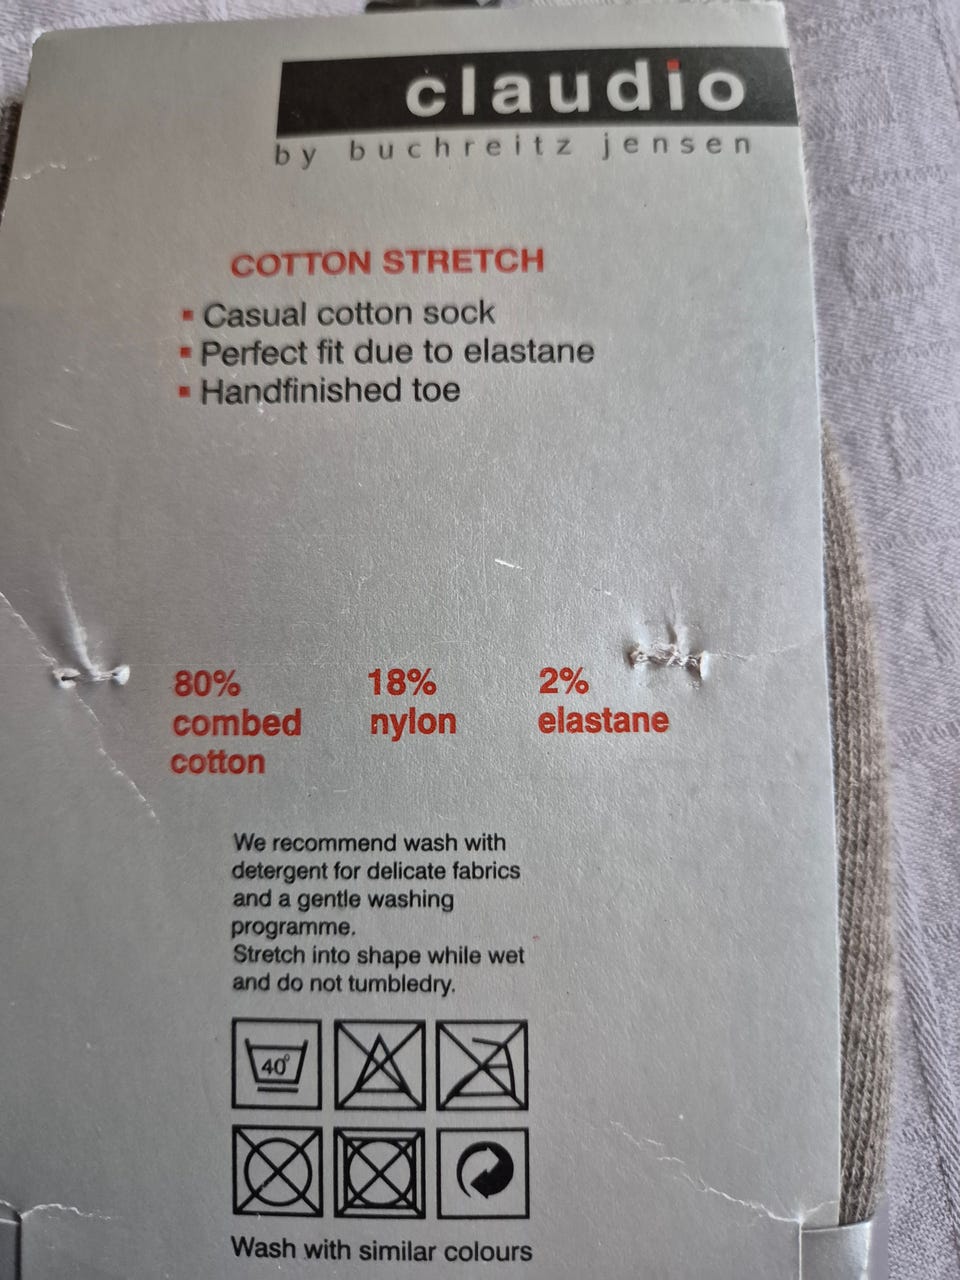 claudio
by buchreitz jensen
COTTON STRETCH
Casual cotton sock
Perfect fit due to elastane
Handfinished toe
80% 18% 2%
combed nylon elastane
cotton
We recommend wash with
detergent for delicate fabrics
and a gentle washing
programme.
Stretch into shape while wet
and do not tumbledry.
40°
Wash with similar colours